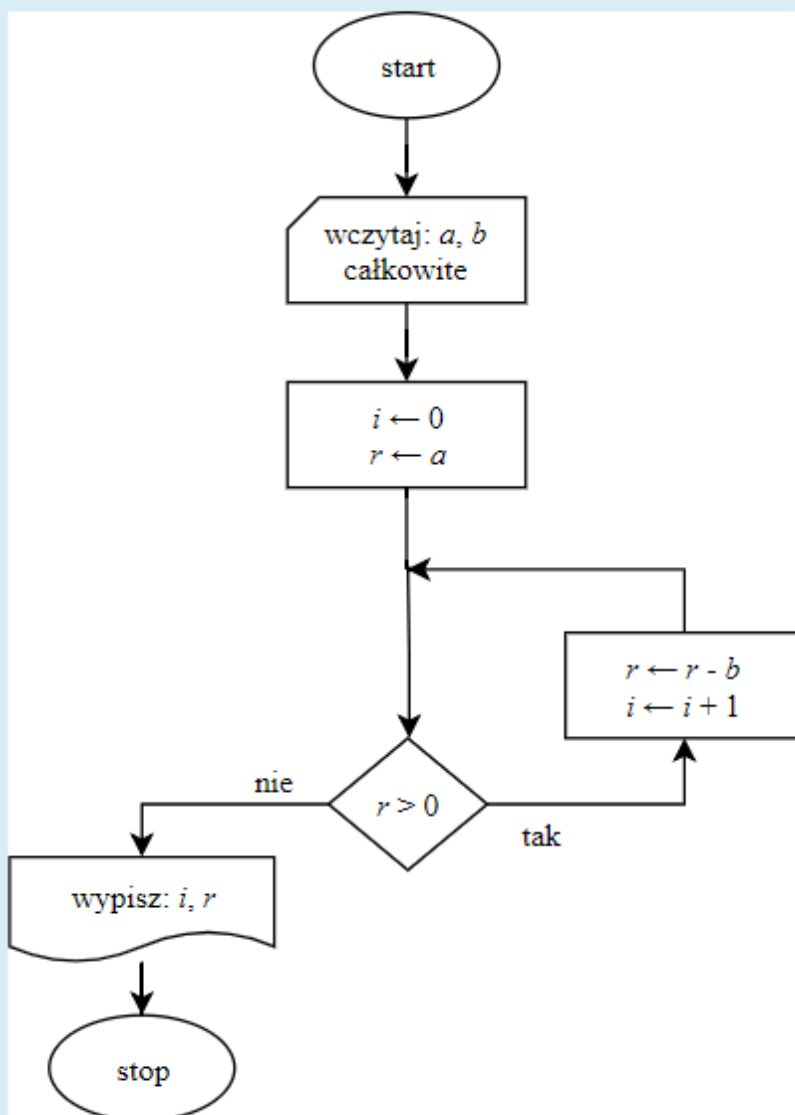 start
wczytaj: a, b
całkowite
i ← 0
r ← a
r ← r - b
i ← i + 1
r > 0
nie
tak
wypisz: i, r
stop